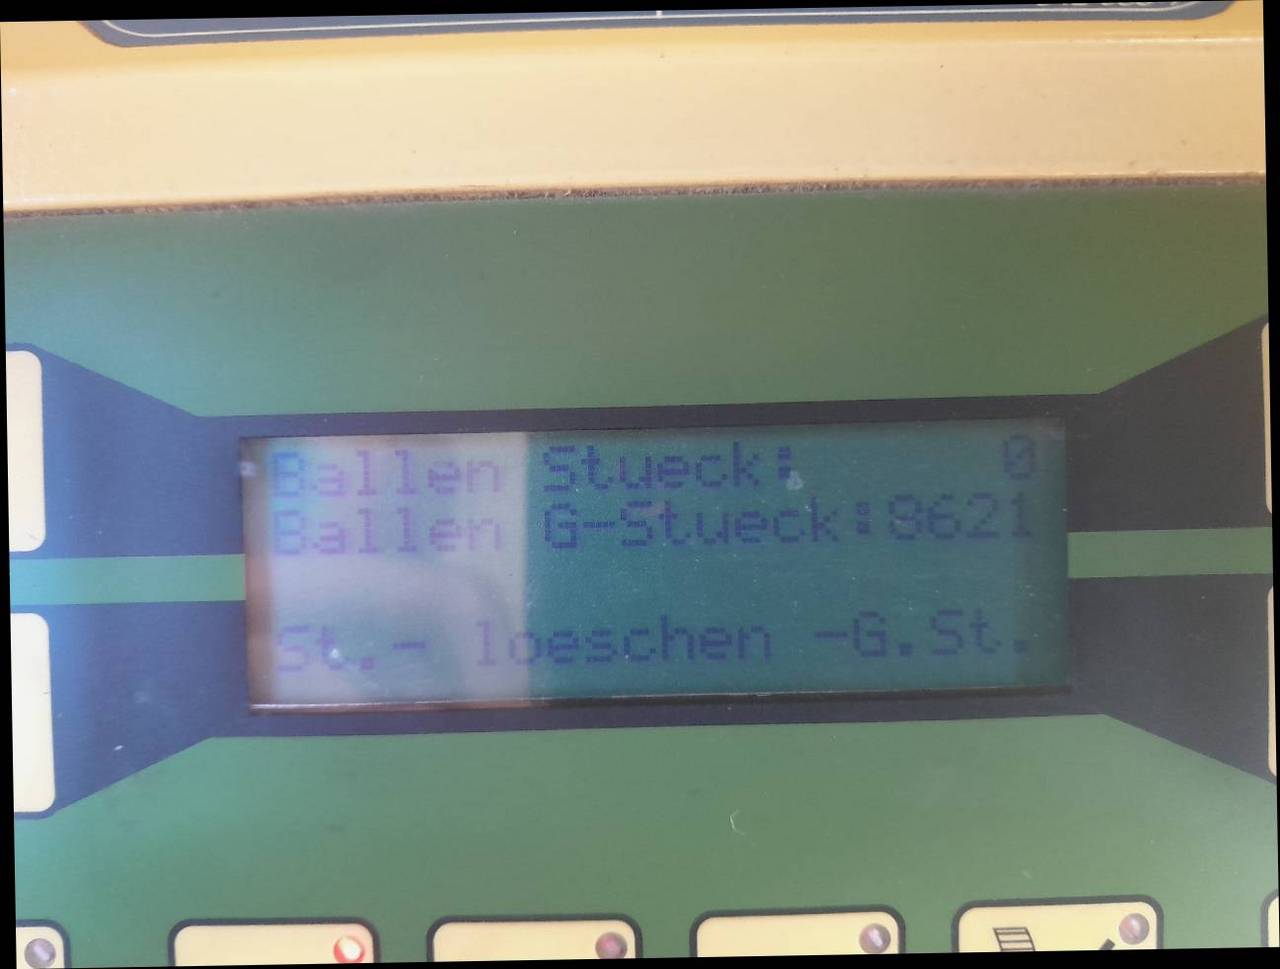 Ballen Stueck: 0
Ballen G-Stueck:8621
St.- loeschen -G.St.